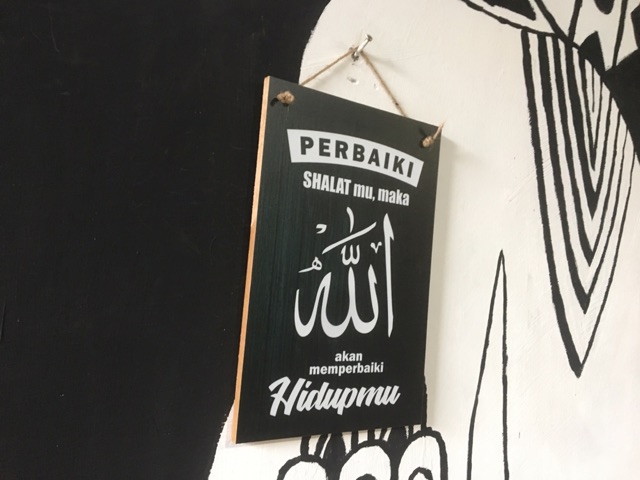 PERBAIKI
SHALAT mu, maka
الله
akan
memperbaiki
Hidupmu